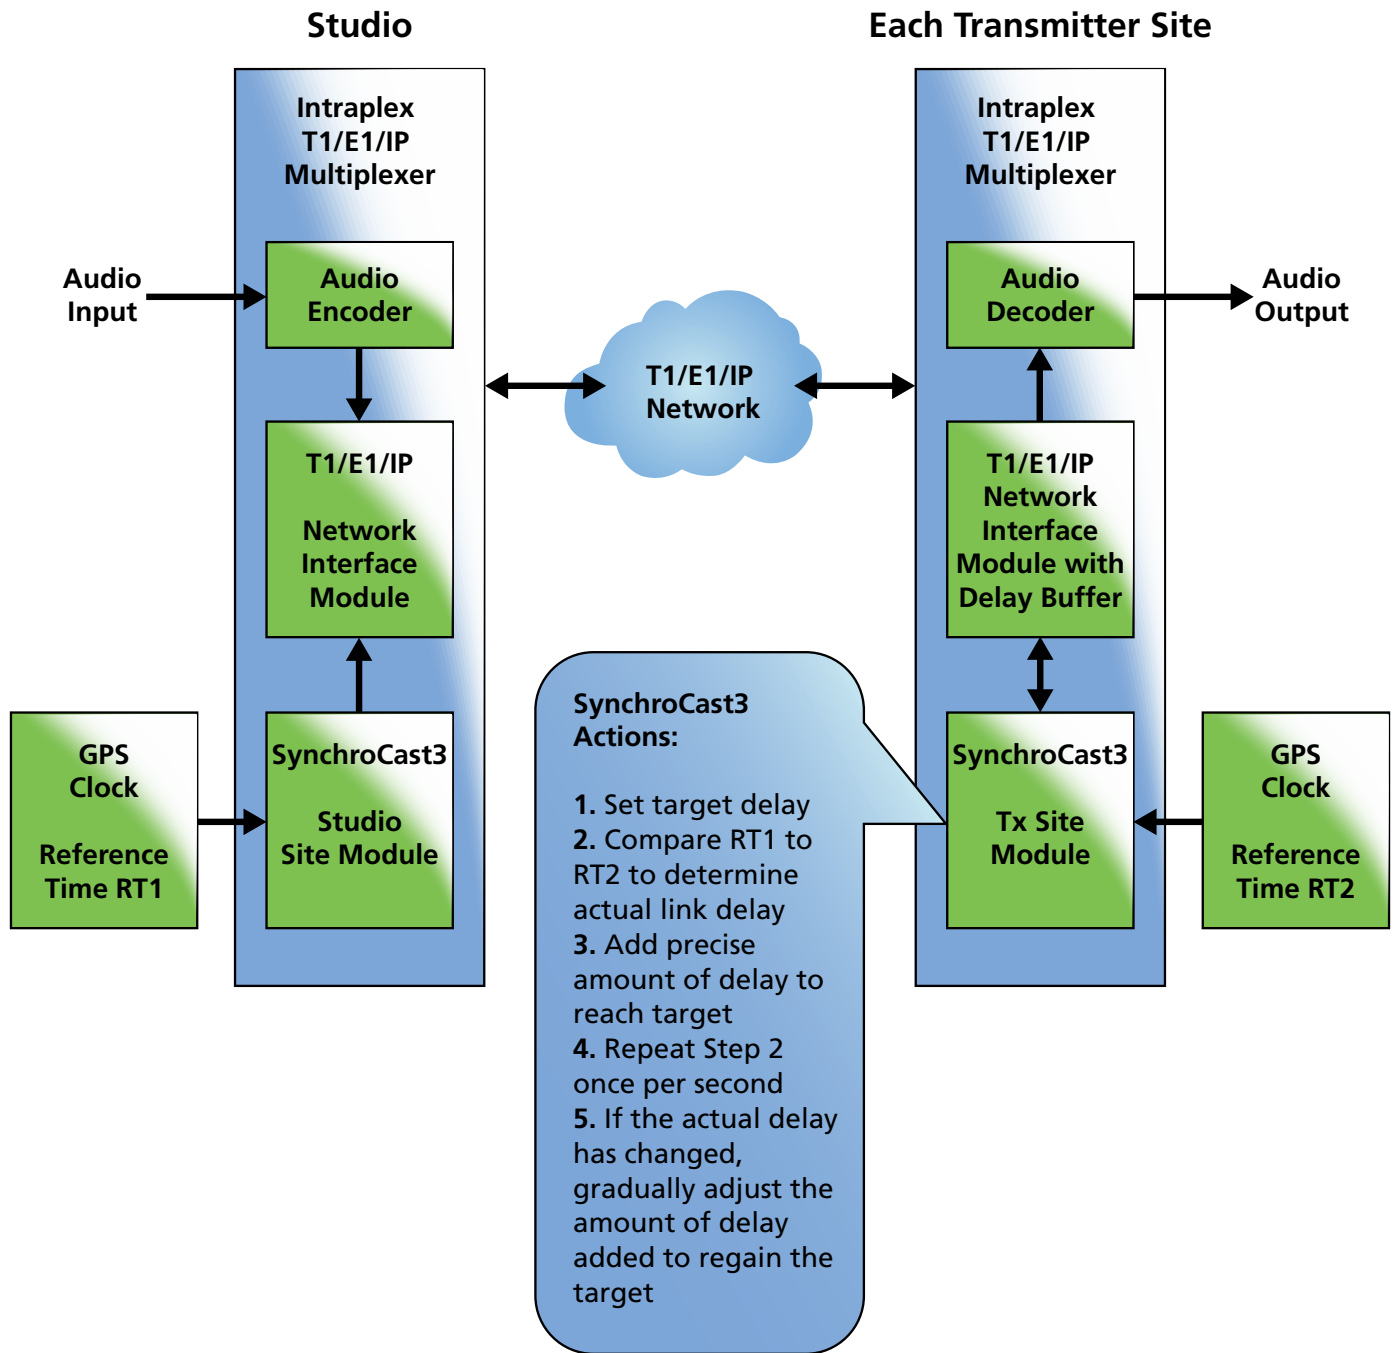 Studio
Each Transmitter Site
Intraplex
T1/E1/IP
Multiplexer
Audio
Input
Audio
Encoder
T1/E1/IP
Network
Interface
Module
GPS
Clock
Reference
Time RT1
SynchroCast3
Studio
Site Module
T1/E1/IP
Network
Intraplex
T1/E1/IP
Multiplexer
Audio
Decoder
Audio
Output
T1/E1/IP
Network
Interface
Module with
Delay Buffer
SynchroCast3
Tx Site
Module
GPS
Clock
Reference
Time RT2
SynchroCast3
Actions:
1. Set target delay
2. Compare RT1 to
RT2 to determine
actual link delay
3. Add precise
amount of delay to
reach target
4. Repeat Step 2
once per second
5. If the actual delay
has changed,
gradually adjust the
amount of delay
added to regain the
target